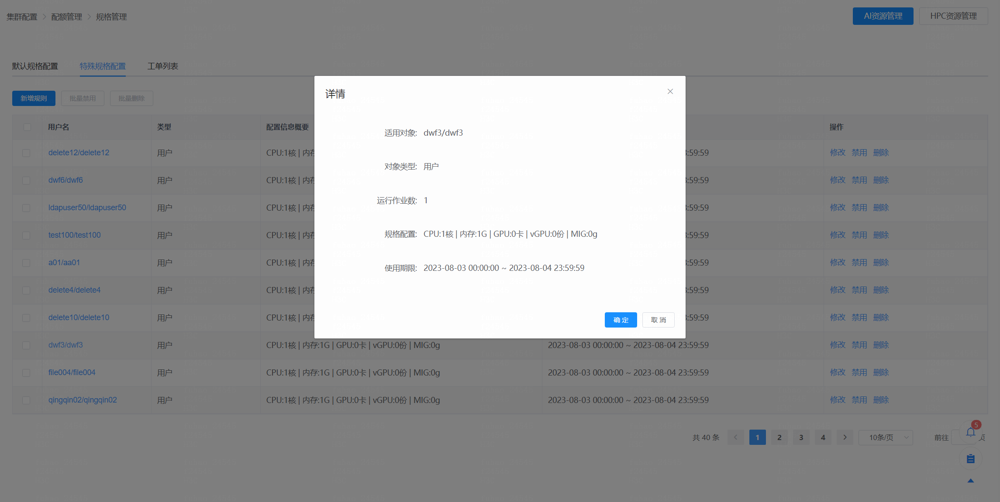 集群配置 > 配额管理 > 规格管理
AI资源管理 HPC资源管理
默认规格配置 特殊规格配置 工单列表
新增规则 批量禁用 批量删除
用户名 类型 配置信息概要 操作
delete12/delete12 用户 CPU:1核 | 内存 :59:59 修改 禁用 删除
dwf6/dwf6 用户 CPU:1核 | 内存 :59:59 修改 禁用 删除
ldapuser50/ldapuser50 用户 CPU:1核 | 内存 :59:59 修改 禁用 删除
test100/test100 用户 CPU:1核 | 内存 :59:59 修改 禁用 删除
a01/aa01 用户 CPU:1核 | 内存 :59:59 修改 禁用 删除
delete4/delete4 用户 CPU:1核 | 内存 :59:59 修改 禁用 删除
delete10/delete10 用户 CPU:1核 | 内存 :59:59 修改 禁用 删除
dwf3/dwf3 用户 CPU:1核 | 内存:1G | GPU:0卡 | vGPU:0份 | MIG:0g 2023-08-03 00:00:00 ~ 2023-08-04 23:59:59 修改 禁用 删除
file004/file004 用户 CPU:1核 | 内存:1G | GPU:0卡 | vGPU:0份 | MIG:0g 2023-08-03 00:00:00 ~ 2023-08-04 23:59:59 修改 禁用 删除
qingqin02/qingqin02 用户 CPU:1核 | 内存:1G | GPU:0卡 | vGPU:0份 | MIG:0g 2023-08-03 00:00:00 ~ 2023-08-04 23:59:59 修改 禁用 删除
详情
适用对象: dwf3/dwf3
对象类型: 用户
运行作业数: 1
规格配置: CPU:1核 | 内存:1G | GPU:0卡 | vGPU:0份 | MIG:0g
使用期限: 2023-08-03 00:00:00 ~ 2023-08-04 23:59:59
确定 取消
共 40 条 1 2 3 4 10条/页 前往 页
5